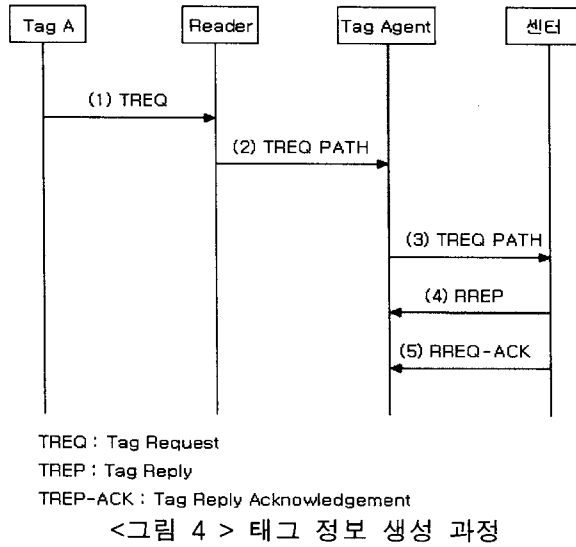 Tag A
Reader
Tag Agent
센터
(1) TREQ
(2) TREQ PATH
(3) TREQ PATH
(4) RREP
(5) RREQ-ACK
TREQ : Tag Request
TREP : Tag Reply
TREP-ACK : Tag Reply Acknowledgement
<그림 4 > 태그 정보 생성 과정